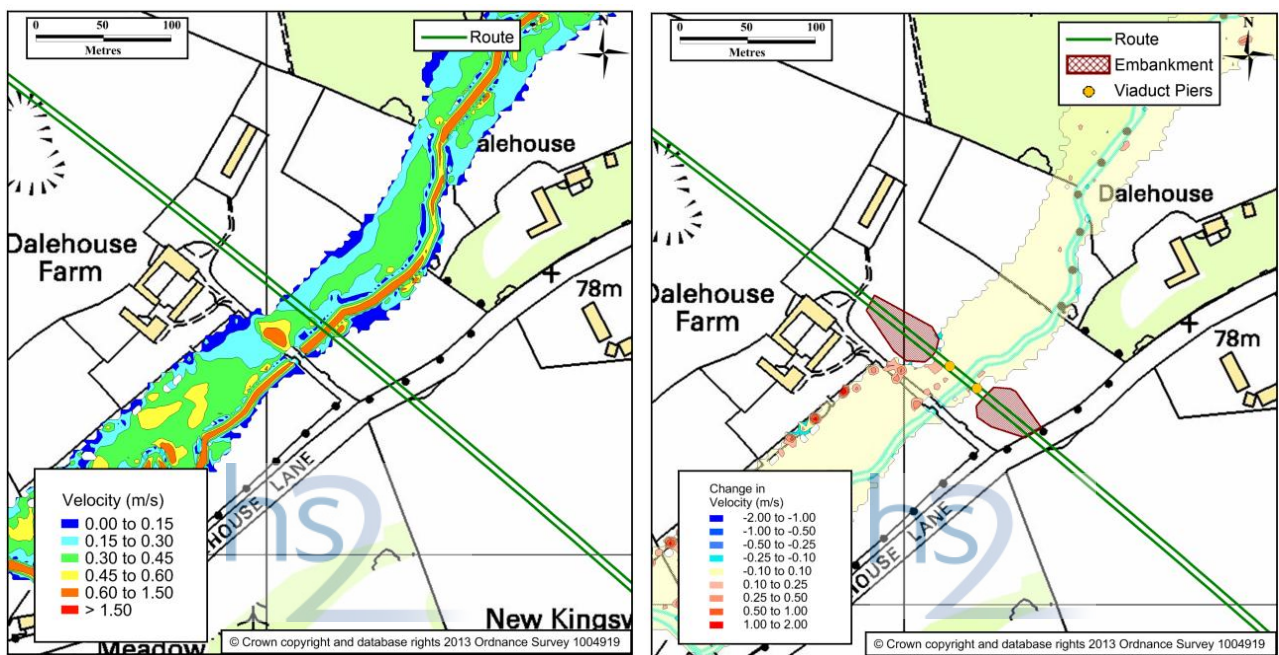 0 50 100
Metres
N
Route
alehouse
Dalehouse
Farm
78m
HOUSE LANE
hs2
Velocity (m/s)
0.00 to 0.15
0.15 to 0.30
0.30 to 0.45
0.45 to 0.60
0.60 to 1.50
> 1.50
New Kingsw
Meadow
© Crown copyright and database rights 2013 Ordnance Survey 1004919
0 50 100
Metres
N
Route
Embankment
Viaduct Piers
Dalehouse
Dalehouse
Farm
78m
HOUSE LANE
hs2
Change in
Velocity (m/s)
-2.00 to -1.00
-1.00 to -0.50
-0.50 to -0.25
-0.25 to -0.10
-0.10 to 0.10
0.10 to 0.25
0.25 to 0.50
0.50 to 1.00
1.00 to 2.00
New Kingsv
© Crown copyright and database rights 2013 Ordnance Survey 1004919